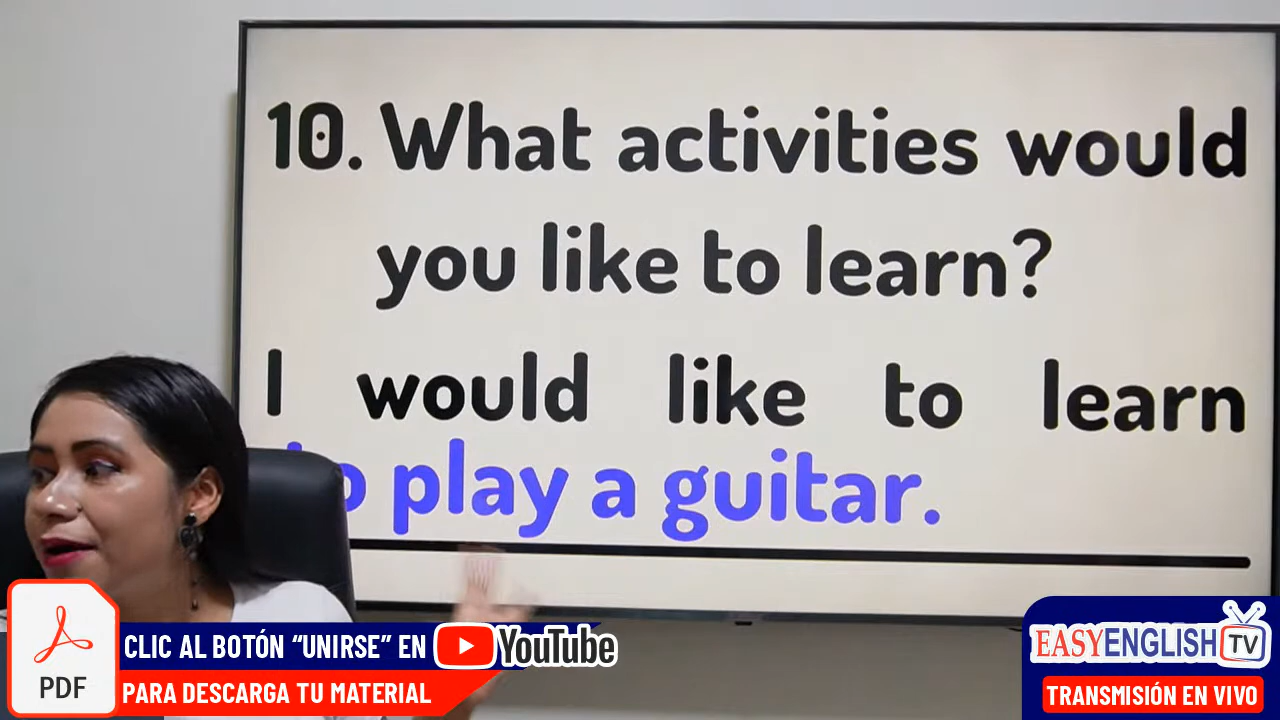 10. What activities would
you like to learn?
I would like to learn
to play a guitar.
CLIC AL BOTÓN “UNIRSE” EN YouTube
PARA DESCARGA TU MATERIAL
PDF
EASYENGLISH TV
TRANSMISIÓN EN VIVO